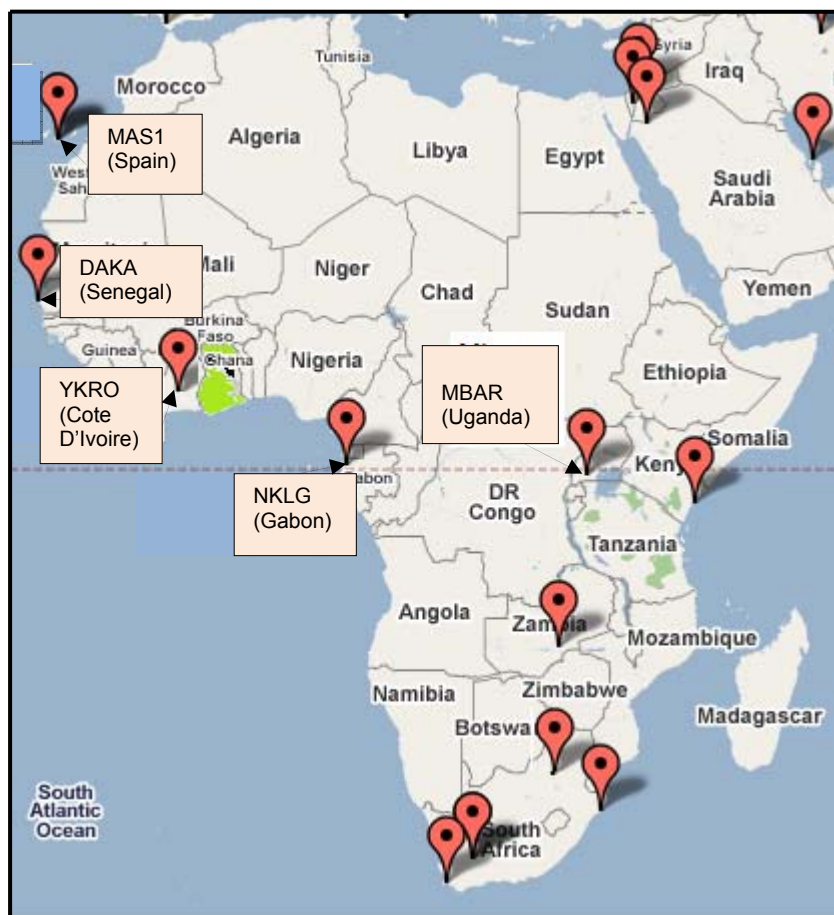 Tunisia
Syria
Morocco
Iraq
MAS1
(Spain)
Algeria
Libya
Egypt
Saudi
Arabia
DAKA
(Senegal)
Mali
Niger
Chad
Sudan
Yemen
Burkina
Faso
Guinea
Ghana
Nigeria
Ethiopia
YKRO
(Cote
D'Ivoire)
MBAR
(Uganda)
Somalia
NKLG
(Gabon)
DR
Congo
Tanzania
Angola
Zambia
Mozambique
Namibia
Zimbabwe
Madagascar
South
Atlantic
Ocean
South
Africa